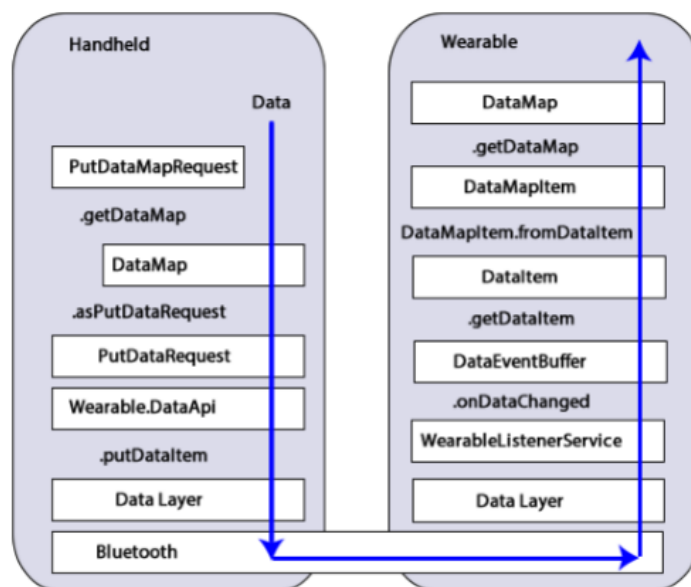 Handheld
Data
PutDataMapRequest
.getDataMap
DataMap
.asPutDataRequest
PutDataRequest
Wearable.DataApi
.putDataItem
Data Layer
Bluetooth
Wearable
DataMap
.getDataMap
DataMapItem
DataMapItem.fromDataItem
DataItem
.getDataItem
DataEventBuffer
.onDataChanged
WearableListenerService
Data Layer